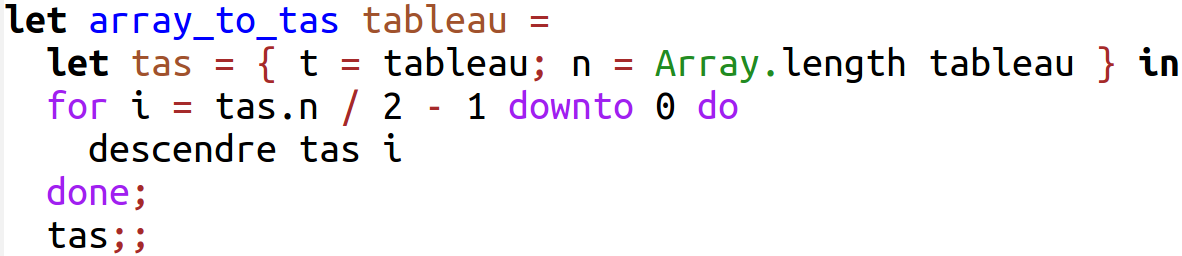 let array_to_tas tableau =
  let tas = { t = tableau; n = Array.length tableau } in
  for i = tas.n / 2 - 1 downto 0 do
    descendre tas i
  done;
  tas;;